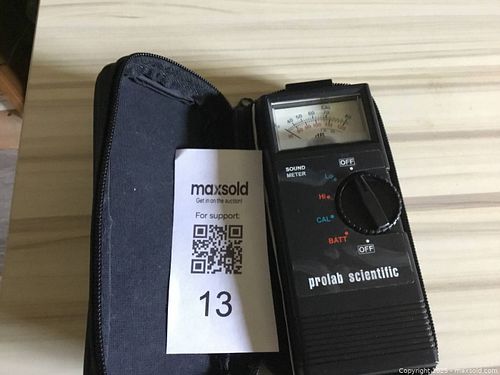 maxsold
Get in on the auction!
For support:
13
SOUND
METER
OFF
Lo
Hi
CAL
BATT
OFF
prolab scientific